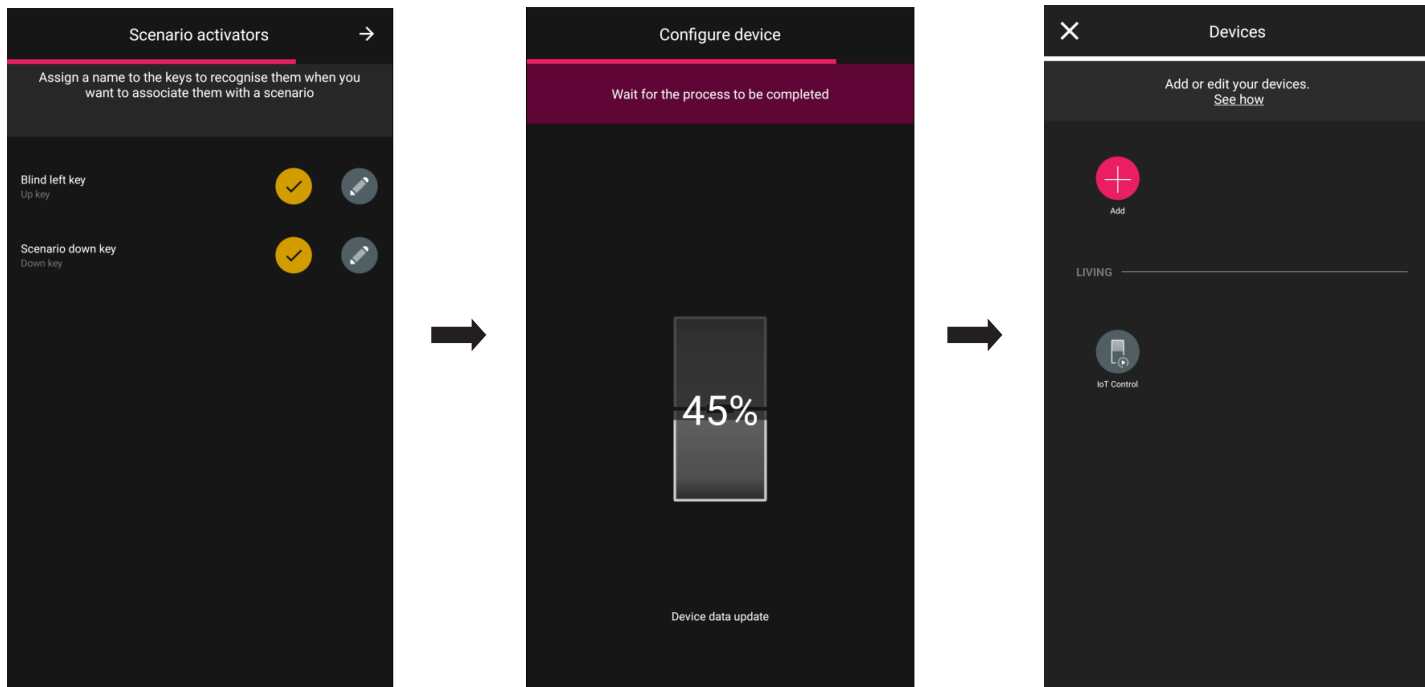 Scenario activators
Assign a name to the keys to recognise them when you
want to associate them with a scenario
Blind left key
Up key
Scenario down key
Down key
Configure device
Wait for the process to be completed
45%
Device data update
Devices
Add or edit your devices.
See how
Add
LIVING
IoT Control